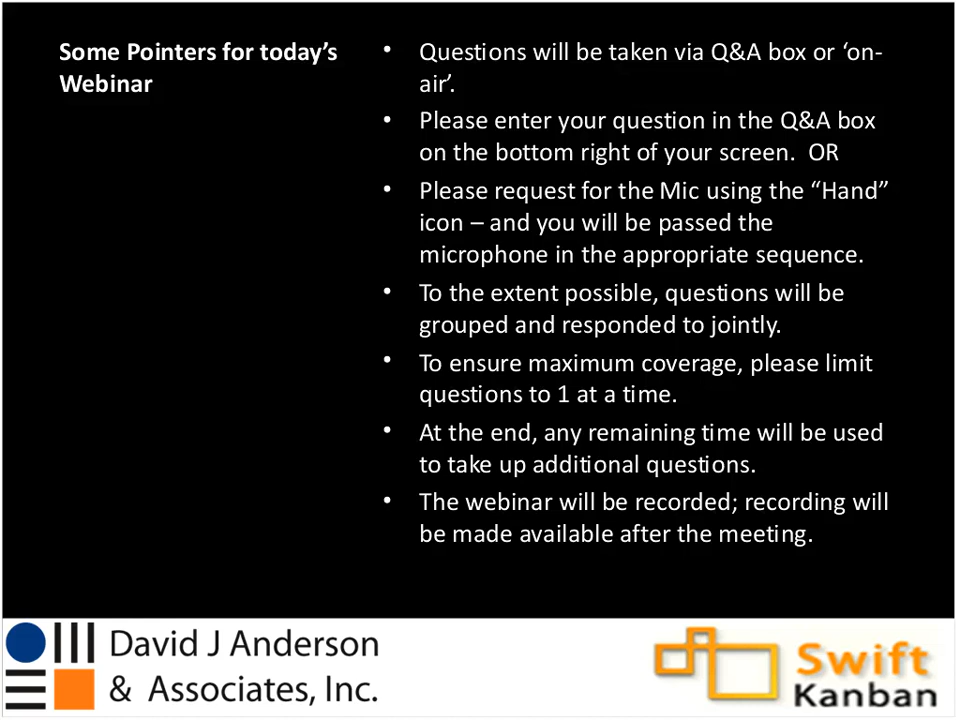 Some Pointers for today’s
Webinar
• Questions will be taken via Q&A box or ‘on-
air’.
• Please enter your question in the Q&A box
on the bottom right of your screen.  OR
• Please request for the Mic using the “Hand”
icon – and you will be passed the
microphone in the appropriate sequence.
• To the extent possible, questions will be
grouped and responded to jointly.
• To ensure maximum coverage, please limit
questions to 1 at a time.
• At the end, any remaining time will be used
to take up additional questions.
• The webinar will be recorded; recording will
be made available after the meeting.
David J Anderson
& Associates, Inc.
Swift
Kanban